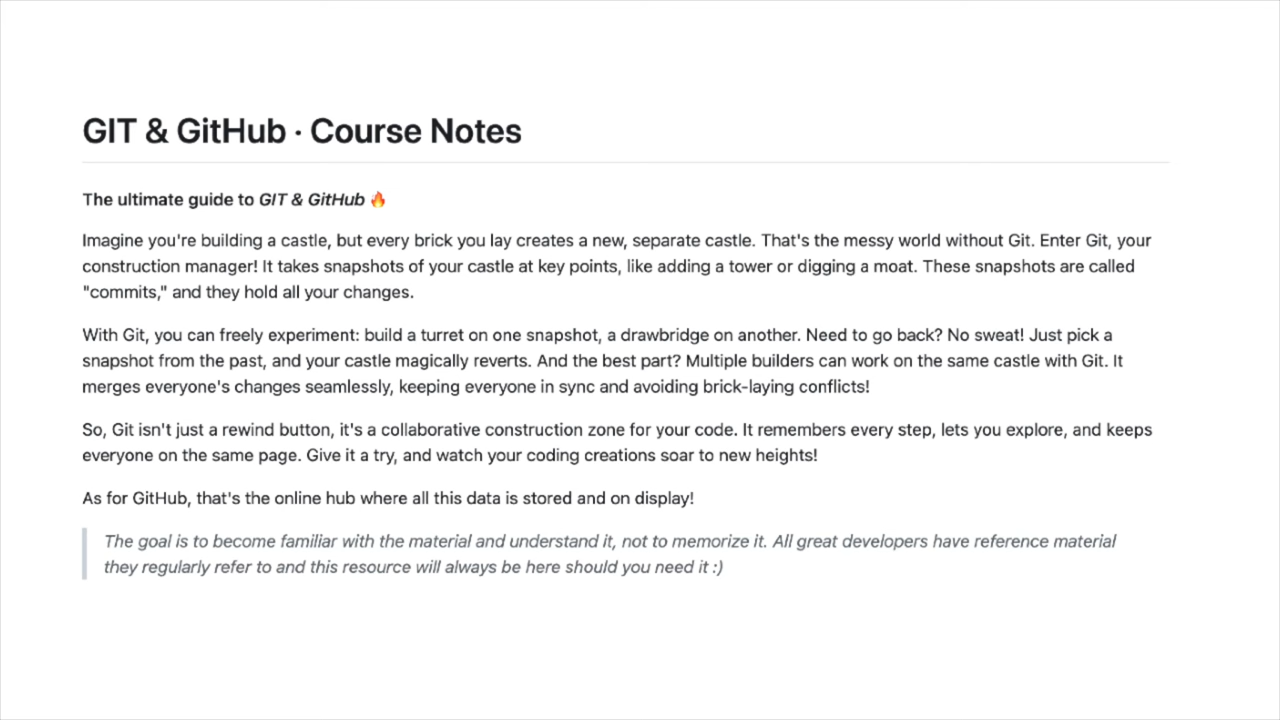 GIT & GitHub · Course Notes
The ultimate guide to GIT & GitHub 🔥
Imagine you're building a castle, but every brick you lay creates a new, separate castle. That's the messy world without Git. Enter Git, your
construction manager! It takes snapshots of your castle at key points, like adding a tower or digging a moat. These snapshots are called
"commits," and they hold all your changes.
With Git, you can freely experiment: build a turret on one snapshot, a drawbridge on another. Need to go back? No sweat! Just pick a
snapshot from the past, and your castle magically reverts. And the best part? Multiple builders can work on the same castle with Git. It
merges everyone's changes seamlessly, keeping everyone in sync and avoiding brick-laying conflicts!
So, Git isn't just a rewind button, it's a collaborative construction zone for your code. It remembers every step, lets you explore, and keeps
everyone on the same page. Give it a try, and watch your coding creations soar to new heights!
As for GitHub, that's the online hub where all this data is stored and on display!
The goal is to become familiar with the material and understand it, not to memorize it. All great developers have reference material
they regularly refer to and this resource will always be here should you need it :)